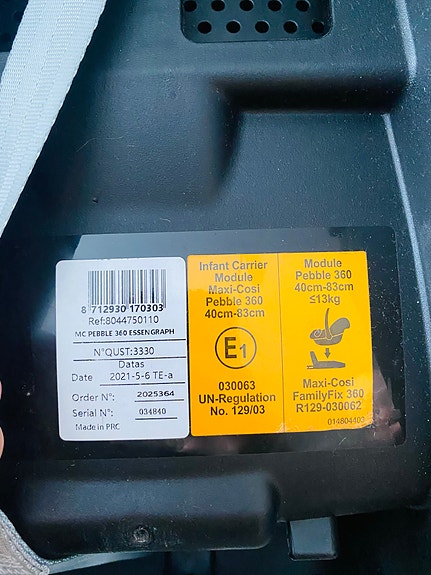 8 712930 170303
Ref:8044750110
MC PEBBLE 360 ESSENGRAPH
N°QUST:3330
Datas
Date 2021-5-6 TE-a
Order N°: 2025364
Serial N°: 034840
Made in PRC
Infant Carrier
Module
Maxi-Cosi
Pebble 360
40cm-83cm
E1
030063
UN-Regulation
No. 129/03
Module
Pebble 360
40cm-83cm
≤13kg
Maxi-Cosi
FamilyFix 360
R129-030062
014804403